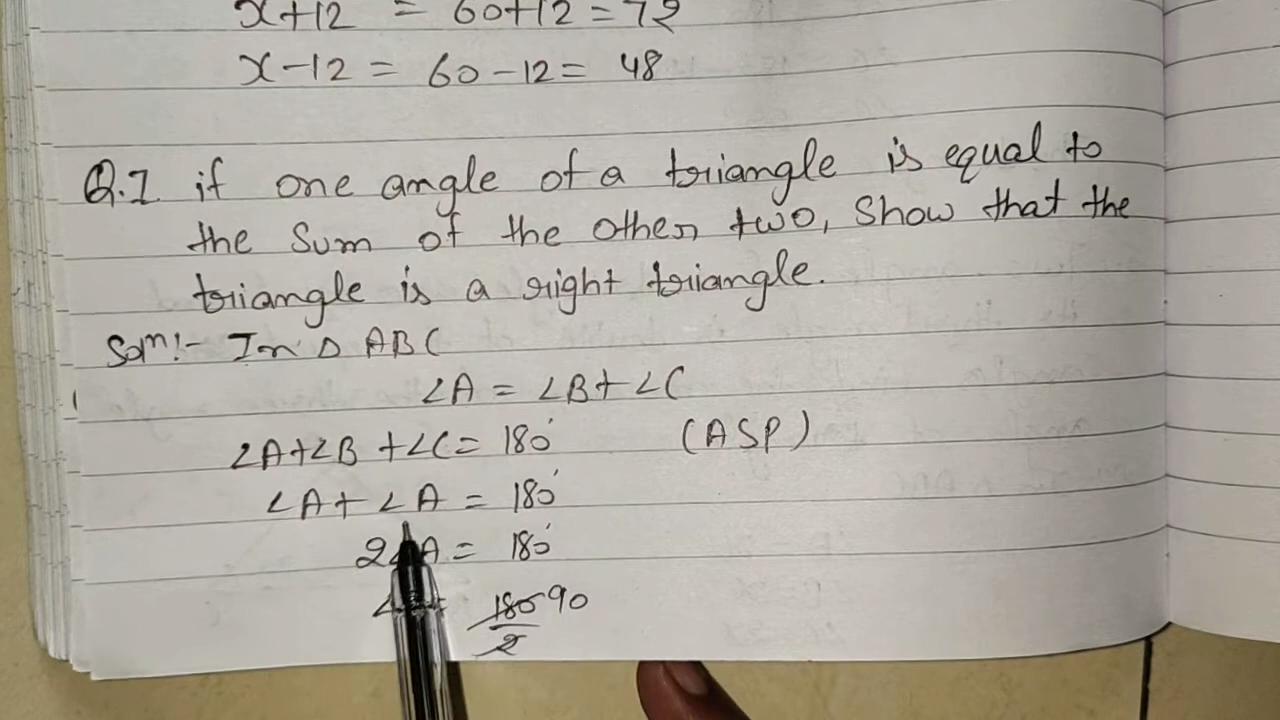 x+12 = 60+12 = 72
x-12 = 60-12 = 48
Q.1 if one angle of a triangle is equal to
the Sum of the other two, Show that the
triangle is a right triangle.
Soln:- In Δ ABC
∠A = ∠B+∠C
∠A+∠B+∠C = 180° (ASP)
∠A+∠A = 180°
2∠A = 180°
180/2 90